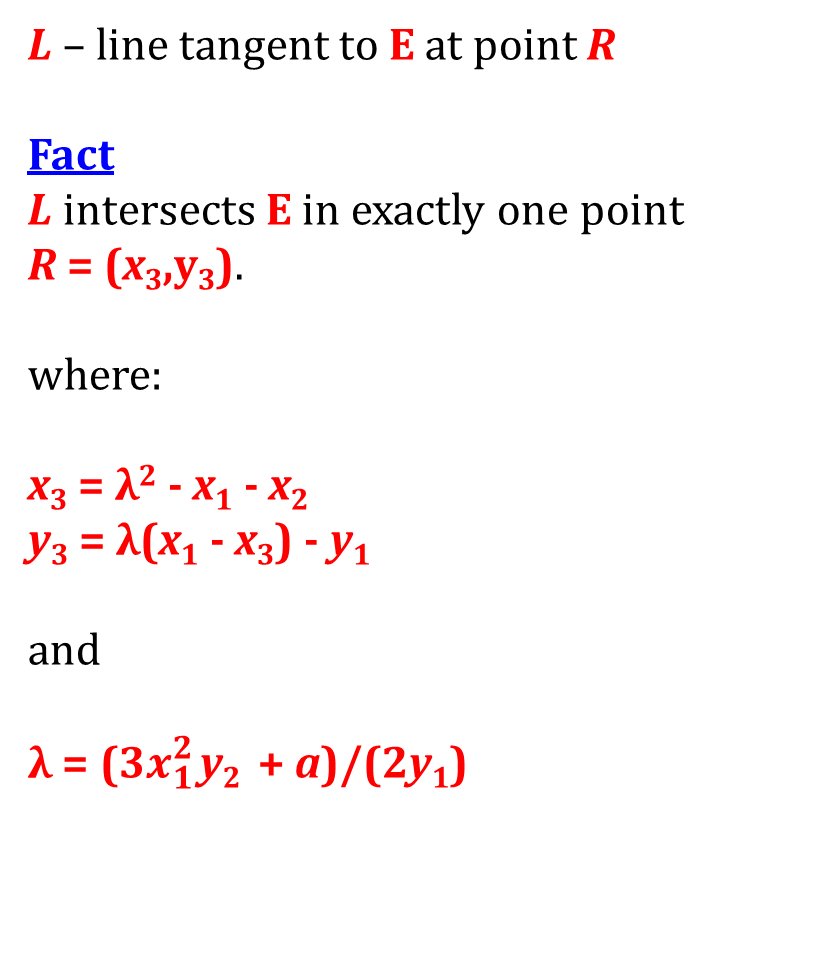 L – line tangent to E at point R
Fact
L intersects E in exactly one point
R = (x₃,y₃).
where:
x₃ = λ² - x₁ - x₂
y₃ = λ(x₁ - x₃) - y₁
and
λ = (3x₁²y₂ + a)/(2y₁)